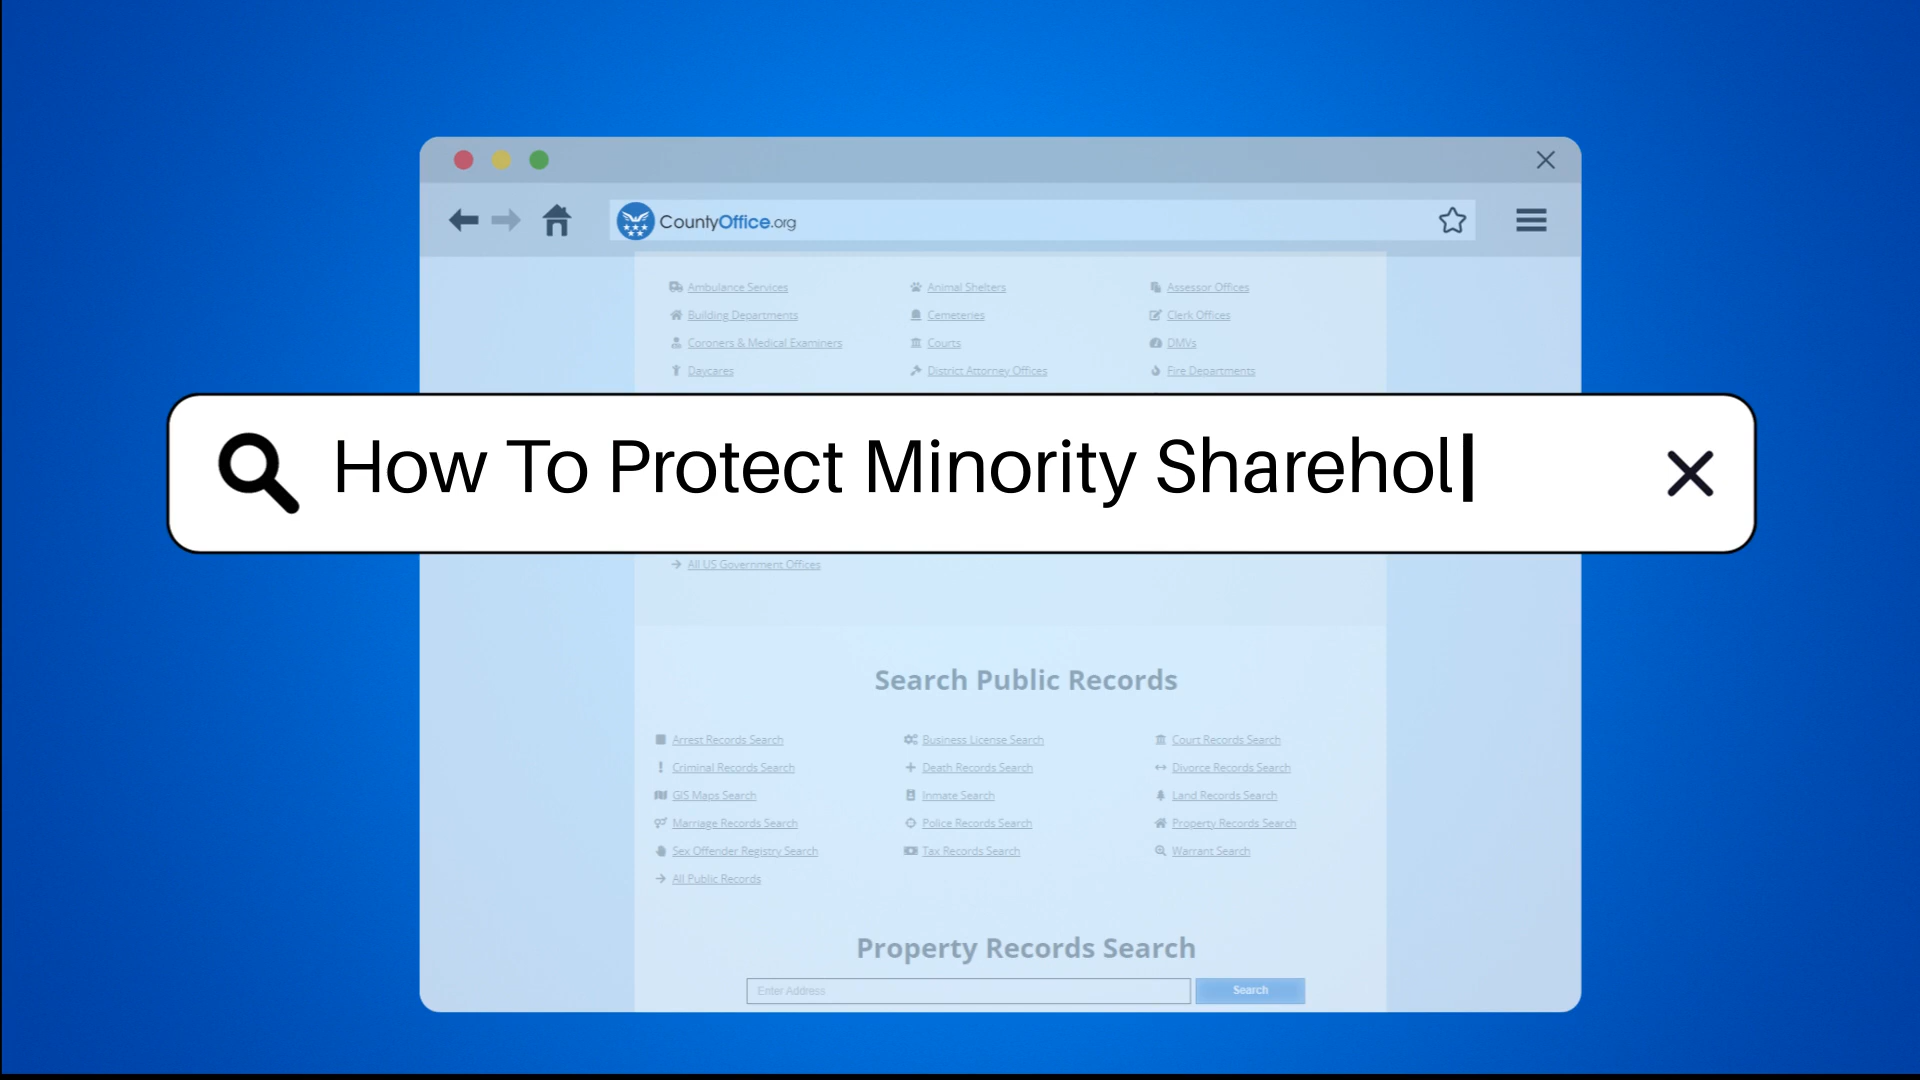 CountyOffice.org
Ambulance Services Animal Shelters Assessor Offices
Building Departments Cemeteries Clerk Offices
Coroners & Medical Examiners Courts DMVs
Daycares District Attorney Offices Fire Departments
How To Protect Minority Sharehol
All US Government Offices
Search Public Records
Arrest Records Search Business License Search Court Records Search
Criminal Records Search Death Records Search Divorce Records Search
GIS Maps Search Inmate Search Land Records Search
Marriage Records Search Police Records Search Property Records Search
Sex Offender Registry Search Tax Records Search Warrant Search
All Public Records
Property Records Search
Enter Address Search